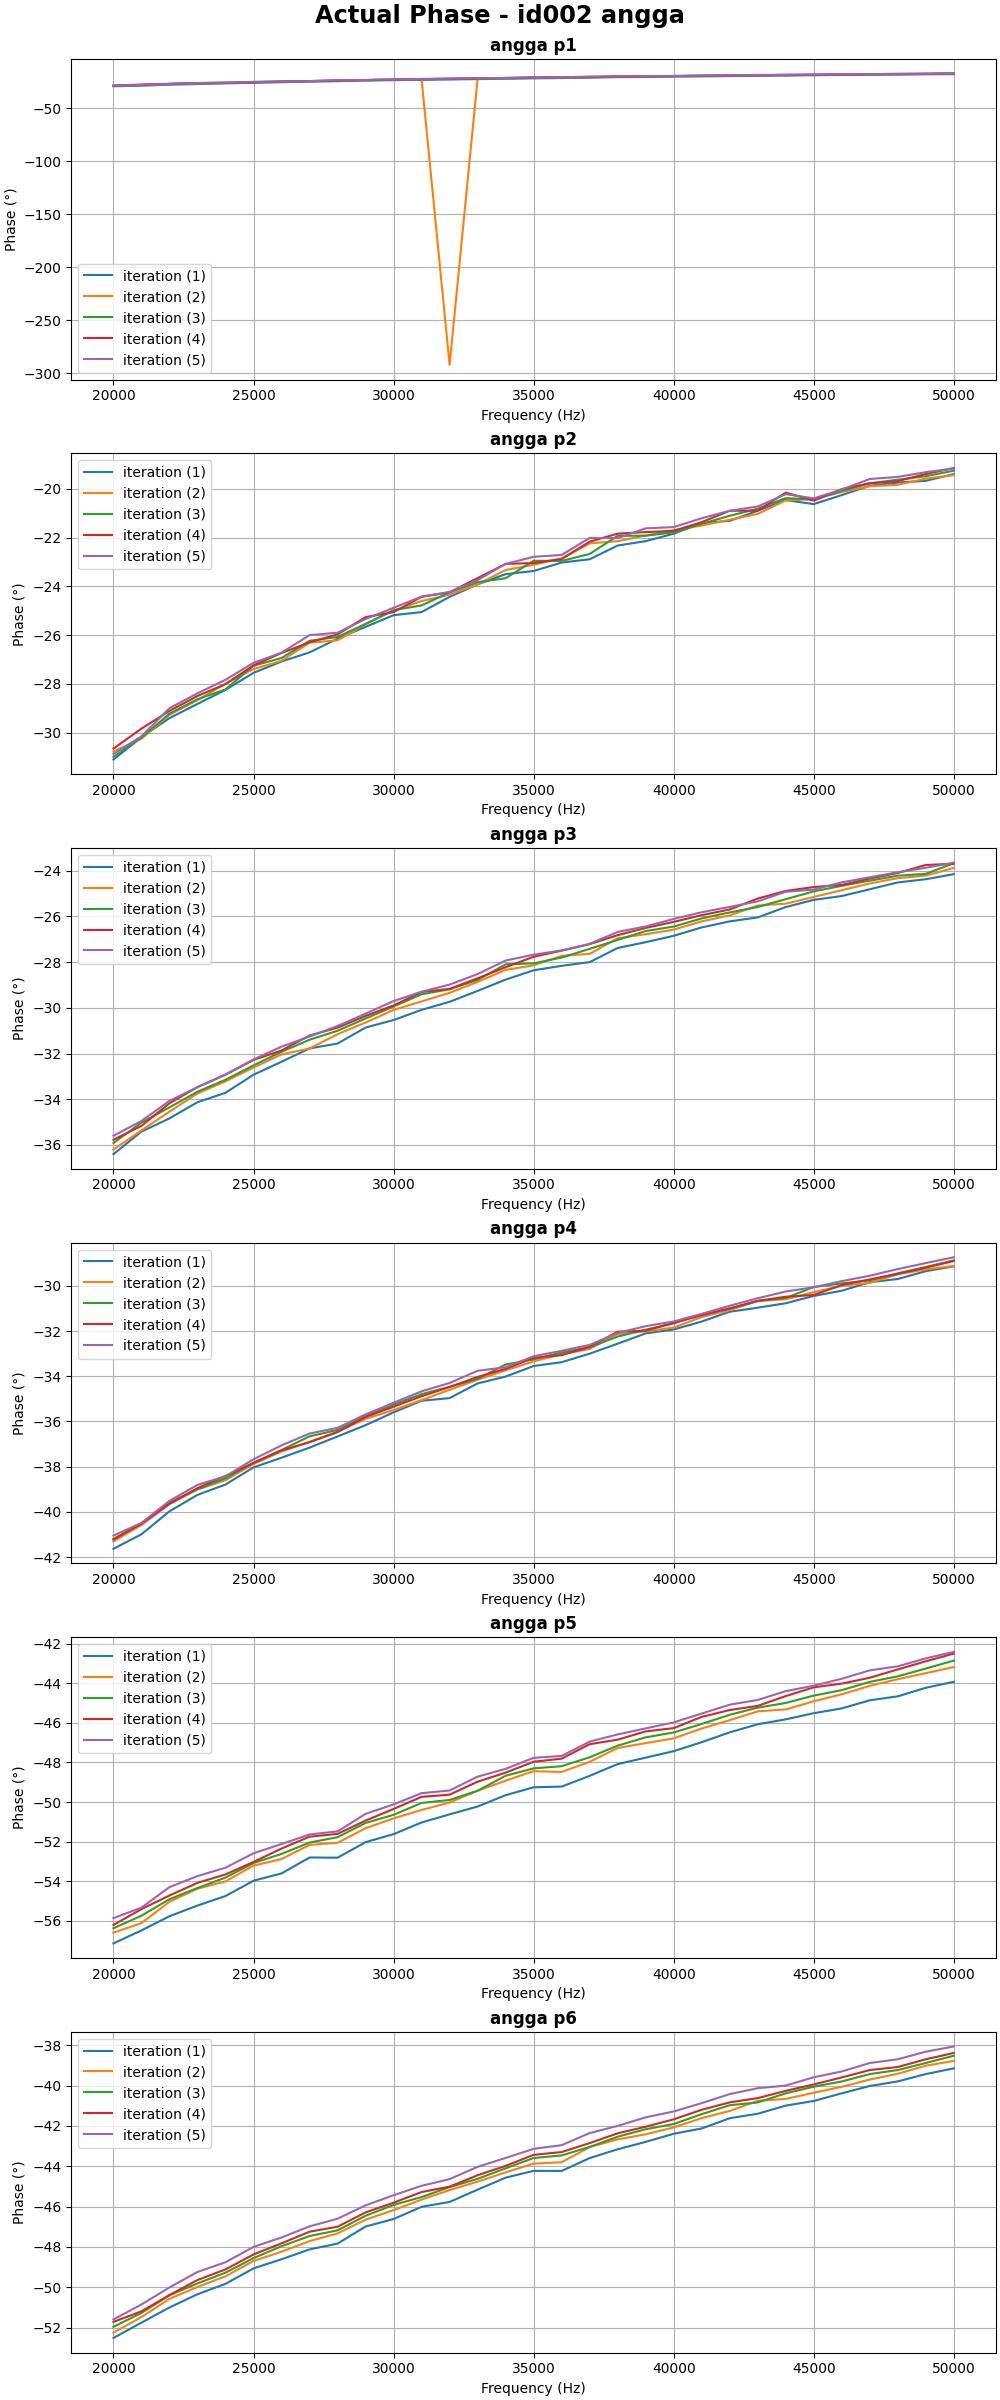 Actual Phase - id002 angga
angga p1
Phase (°)
−50
−100
−150
−200
−250
−300
iteration (1)
iteration (2)
iteration (3)
iteration (4)
iteration (5)
20000 25000 30000 35000 40000 45000 50000
Frequency (Hz)
angga p2
Phase (°)
−20
−22
−24
−26
−28
−30
iteration (1)
iteration (2)
iteration (3)
iteration (4)
iteration (5)
20000 25000 30000 35000 40000 45000 50000
Frequency (Hz)
angga p3
Phase (°)
−24
−26
−28
−30
−32
−34
−36
iteration (1)
iteration (2)
iteration (3)
iteration (4)
iteration (5)
20000 25000 30000 35000 40000 45000 50000
Frequency (Hz)
angga p4
Phase (°)
−30
−32
−34
−36
−38
−40
−42
iteration (1)
iteration (2)
iteration (3)
iteration (4)
iteration (5)
20000 25000 30000 35000 40000 45000 50000
Frequency (Hz)
angga p5
Phase (°)
−42
−44
−46
−48
−50
−52
−54
−56
iteration (1)
iteration (2)
iteration (3)
iteration (4)
iteration (5)
20000 25000 30000 35000 40000 45000 50000
Frequency (Hz)
angga p6
Phase (°)
−38
−40
−42
−44
−46
−48
−50
−52
iteration (1)
iteration (2)
iteration (3)
iteration (4)
iteration (5)
20000 25000 30000 35000 40000 45000 50000
Frequency (Hz)